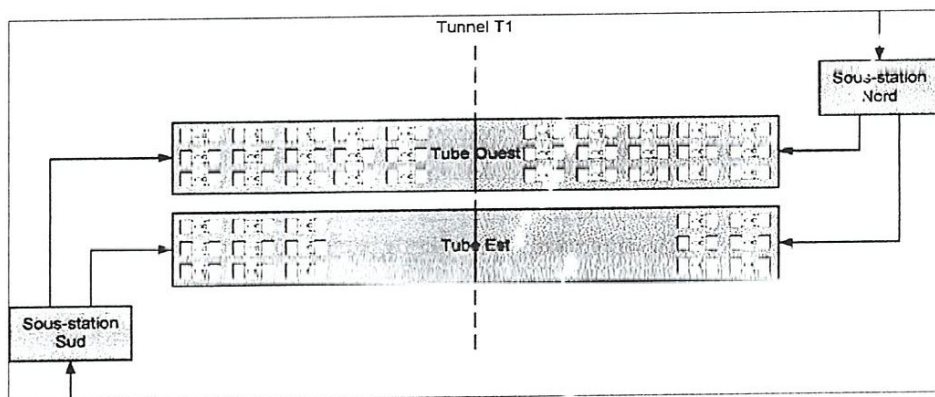 Tunnel T1
Sous-station
Nord
Tube Ouest
Tube Est
Sous-station
Sud